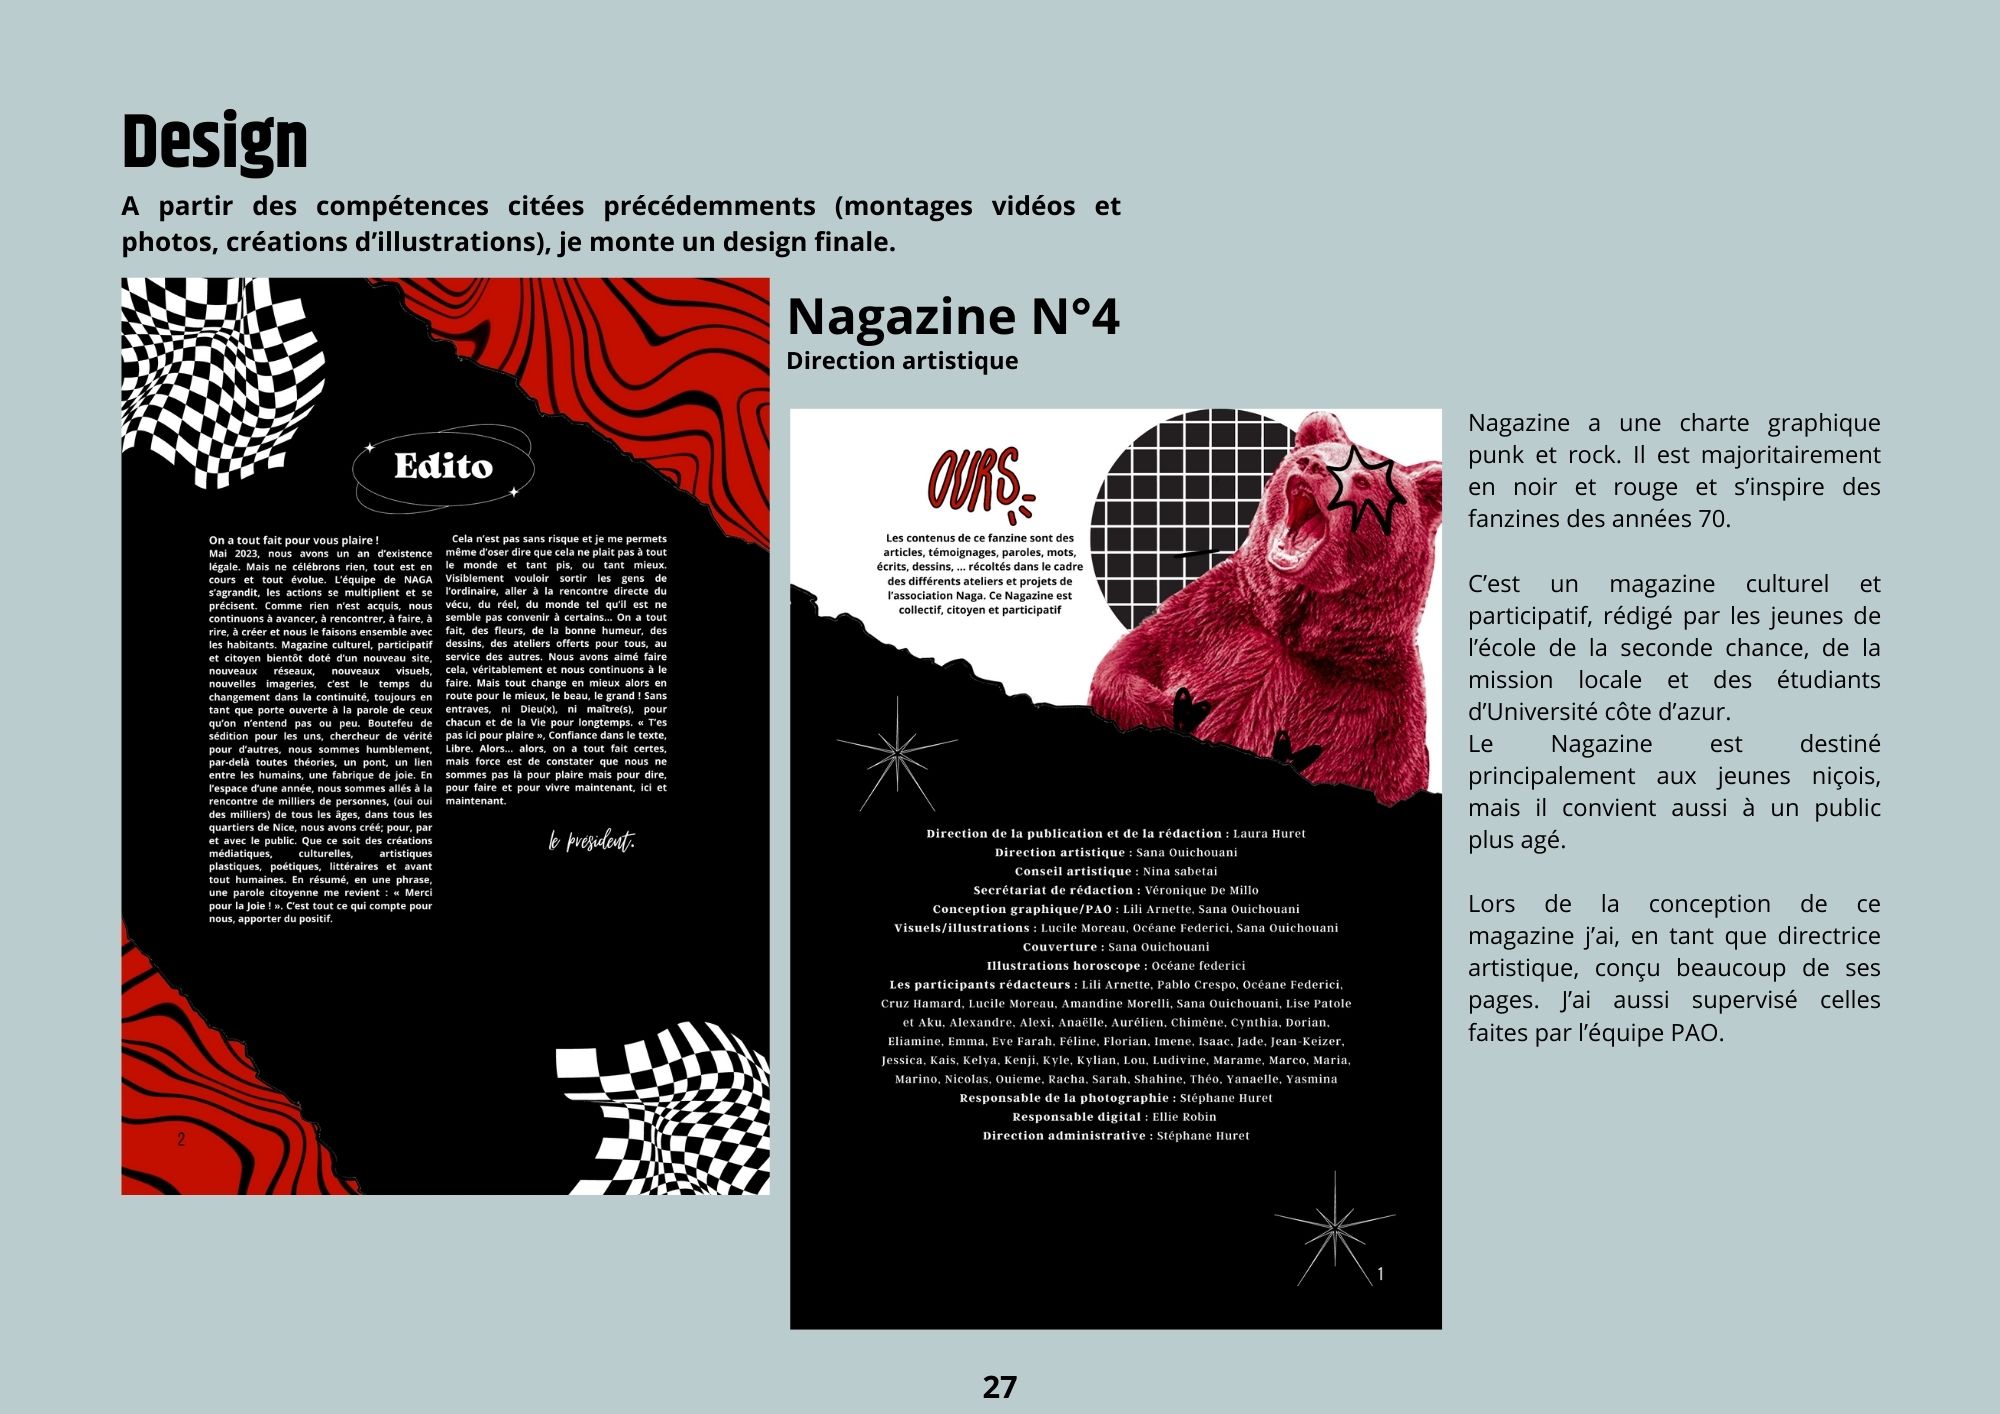 Design
A partir des compétences citées précédemments (montages vidéos et
photos, créations d'illustrations), je monte un design finale.
Edito
On a tout fait pour vous plaire !
Mai 2023, nous avons un an d'existence
légale. Mais ne célébrons rien, tout est en
cours et tout évolue. L'équipe de NAGA
s'agrandit, les actions se multiplient et se
précisent. Comme rien n'est acquis, nous
continuons à avancer, à rencontrer, à faire, à
rire, à créer et nous le faisons ensemble avec
les habitants. Magazine culturel, participatif
et citoyen bientôt doté d'un nouveau site,
nouveaux réseaux, nouveaux visuels,
nouvelles imageries, c'est le temps du
changement dans la continuité, toujours en
tant que porte ouverte à la parole de ceux
qu'on n'entend pas ou peu. Boutefeu de
sédition pour les uns, chercheur de vérité
pour d'autres, nous sommes humblement,
par-delà toutes théories, un pont, un lien
entre les humains, une fabrique de joie. En
l'espace d'une année, nous sommes allés à la
rencontre de milliers de personnes, (oui oui
des milliers) de tous les âges, dans tous les
quartiers de Nice, nous avons créé; pour, par
et avec le public. Que ce soit des créations
médiatiques, culturelles, artistiques
plastiques, poétiques, littéraires et avant
tout humaines. En résumé, en une phrase,
une parole citoyenne me revient : « Merci
pour la Joie ! ». C'est tout ce qui compte pour
nous, apporter du positif.
Cela n'est pas sans risque et je me permets
même d'oser dire que cela ne plait pas à tout
le monde et tant pis, ou tant mieux.
Visiblement vouloir sortir les gens de
l'ordinaire, aller à la rencontre directe du
vécu, du réel, du monde tel qu'il est ne
semble pas convenir à certains... On a tout
fait, des fleurs, de la bonne humeur, des
dessins, des ateliers offerts pour tous, au
service des autres. Nous avons aimé faire
cela, véritablement et nous continuons à le
faire. Mais tout change en mieux alors en
route pour le mieux, le beau, le grand ! Sans
entraves, ni Dieu(x), ni maître(s), pour
chacun et de la Vie pour longtemps. « T'es
pas ici pour plaire », Confiance dans le texte,
Libre. Alors... alors, on a tout fait certes,
mais force est de constater que nous ne
sommes pas là pour plaire mais pour dire,
pour faire et pour vivre maintenant, ici et
maintenant.
le président.
2
Nagazine N°4
Direction artistique
OURS
Les contenus de ce fanzine sont des
articles, témoignages, paroles, mots,
écrits, dessins, ... récoltés dans le cadre
des différents ateliers et projets de
l'association Naga. Ce Nagazine est
collectif, citoyen et participatif
Direction de la publication et de la rédaction : Laura Huret
Direction artistique : Sana Ouichouani
Conseil artistique : Nina sabetai
Secrétariat de rédaction : Véronique De Millo
Conception graphique/PAO : Lili Arnette, Sana Ouichouani
Visuels/illustrations : Lucile Moreau, Océane Federici, Sana Ouichouani
Couverture : Sana Ouichouani
Illustrations horoscope : Océane federici
Les participants rédacteurs : Lili Arnette, Pablo Crespo, Océane Federici,
Cruz Hamard, Lucile Moreau, Amandine Morelli, Sana Ouichouani, Lise Patole
et Aku, Alexandre, Alexi, Anaëlle, Aurélien, Chimène, Cynthia, Dorian,
Eliamine, Emma, Eve Farah, Féline, Florian, Imene, Isaac, Jade, Jean-Keizer,
Jessica, Kais, Kelya, Kenji, Kyle, Kylian, Lou, Ludivine, Marame, Marco, Maria,
Marino, Nicolas, Ouieme, Racha, Sarah, Shahine, Théo, Yanaelle, Yasmina
Responsable de la photographie : Stéphane Huret
Responsable digital : Ellie Robin
Direction administrative : Stéphane Huret
1
Nagazine a une charte graphique
punk et rock. Il est majoritairement
en noir et rouge et s'inspire des
fanzines des années 70.
C'est un magazine culturel et
participatif, rédigé par les jeunes de
l'école de la seconde chance, de la
mission locale et des étudiants
d'Université côte d'azur.
Le Nagazine est destiné
principalement aux jeunes niçois,
mais il convient aussi à un public
plus agé.
Lors de la conception de ce
magazine j'ai, en tant que directrice
artistique, conçu beaucoup de ses
pages. J'ai aussi supervisé celles
faites par l'équipe PAO.
27